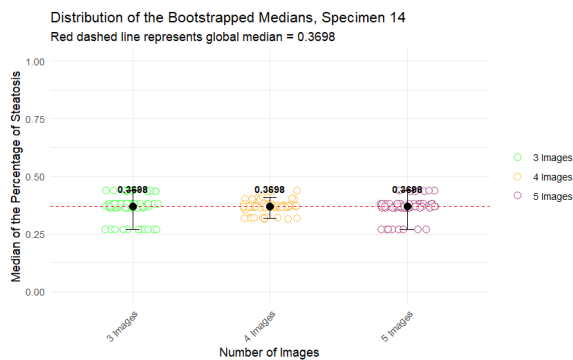 Distribution of the Bootstrapped Medians, Specimen 14
Red dashed line represents global median = 0.3698
Median of the Percentage of Steatosis
1.00
0.75
0.50
0.25
0.00
0.3698
0.3698
0.3698
3 Images
4 Images
5 Images
Number of Images
3 Images
4 Images
5 Images